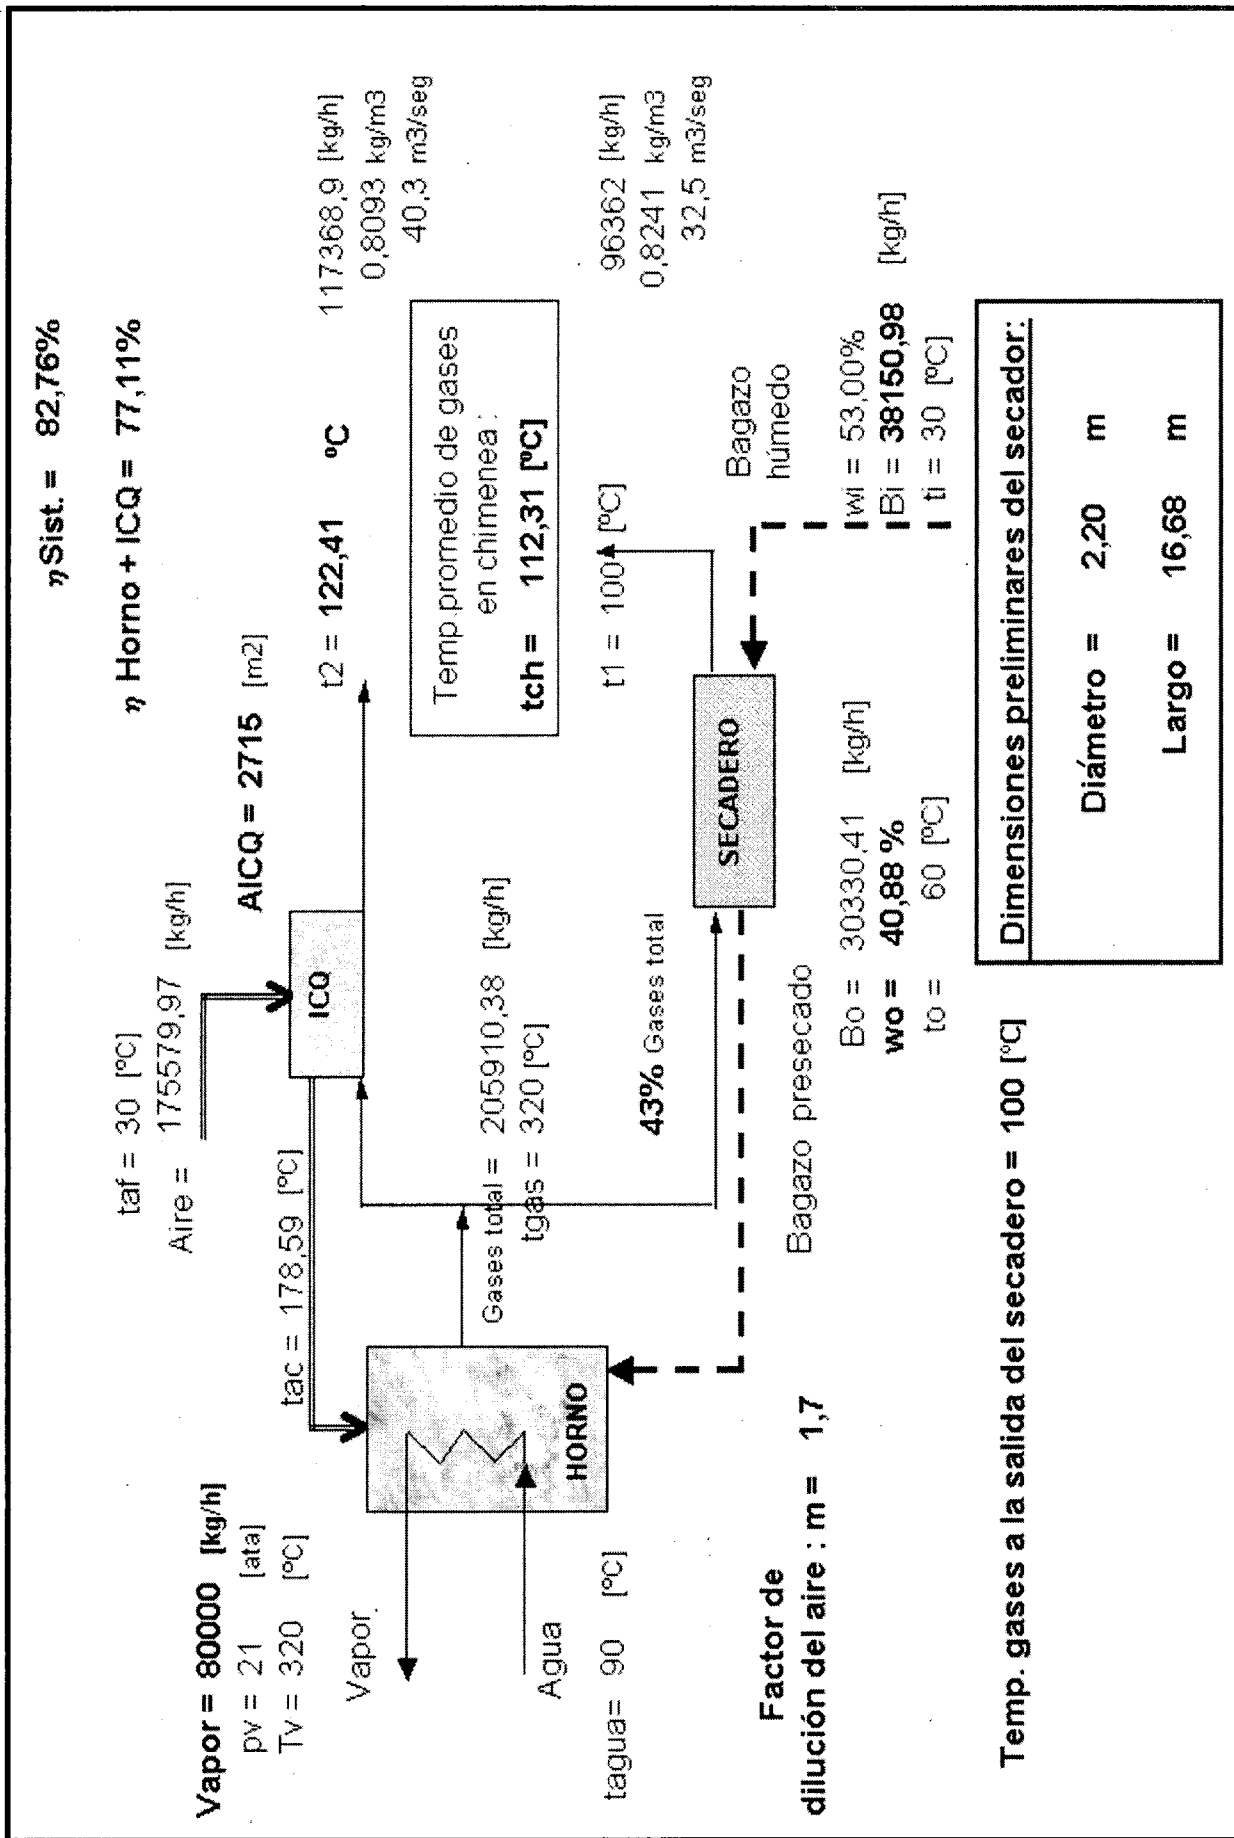 ηSist. = 82,76%
η Horno + ICQ = 77,11%
taf = 30 [ºC]
Aire = 175579,97 [kg/h]
AICQ = 2715 [m2]
Vapor = 80000 [kg/h]
pv = 21 [ata]
Tv = 320 [ºC]
tac = 178,59 [ºC]
ICQ
t2 = 122,41 ºC
117368,9 [kg/h]
0,8093 kg/m3
40,3 m3/seg
Vapor.
Agua
tagua= 90 [ºC]
HORNO
Gases total = 205910,38 [kg/h]
tgas = 320 [ºC]
Temp.promedio de gases
en chimenea :
tch = 112,31 [ºC]
t1 = 100 [ºC]
96362 [kg/h]
0,8241 kg/m3
32,5 m3/seg
43% Gases total
SECADERO
Bagazo
húmedo
wi = 53,00%
Bi = 38150,98 [kg/h]
ti = 30 [ºC]
Bagazo presecado
Bo = 30330,41 [kg/h]
wo = 40,88 %
to = 60 [ºC]
Factor de
dilución del aire : m = 1,7
Temp. gases a la salida del secadero = 100 [ºC]
Dimensiones preliminares del secador:
Diámetro = 2,20 m
Largo = 16,68 m